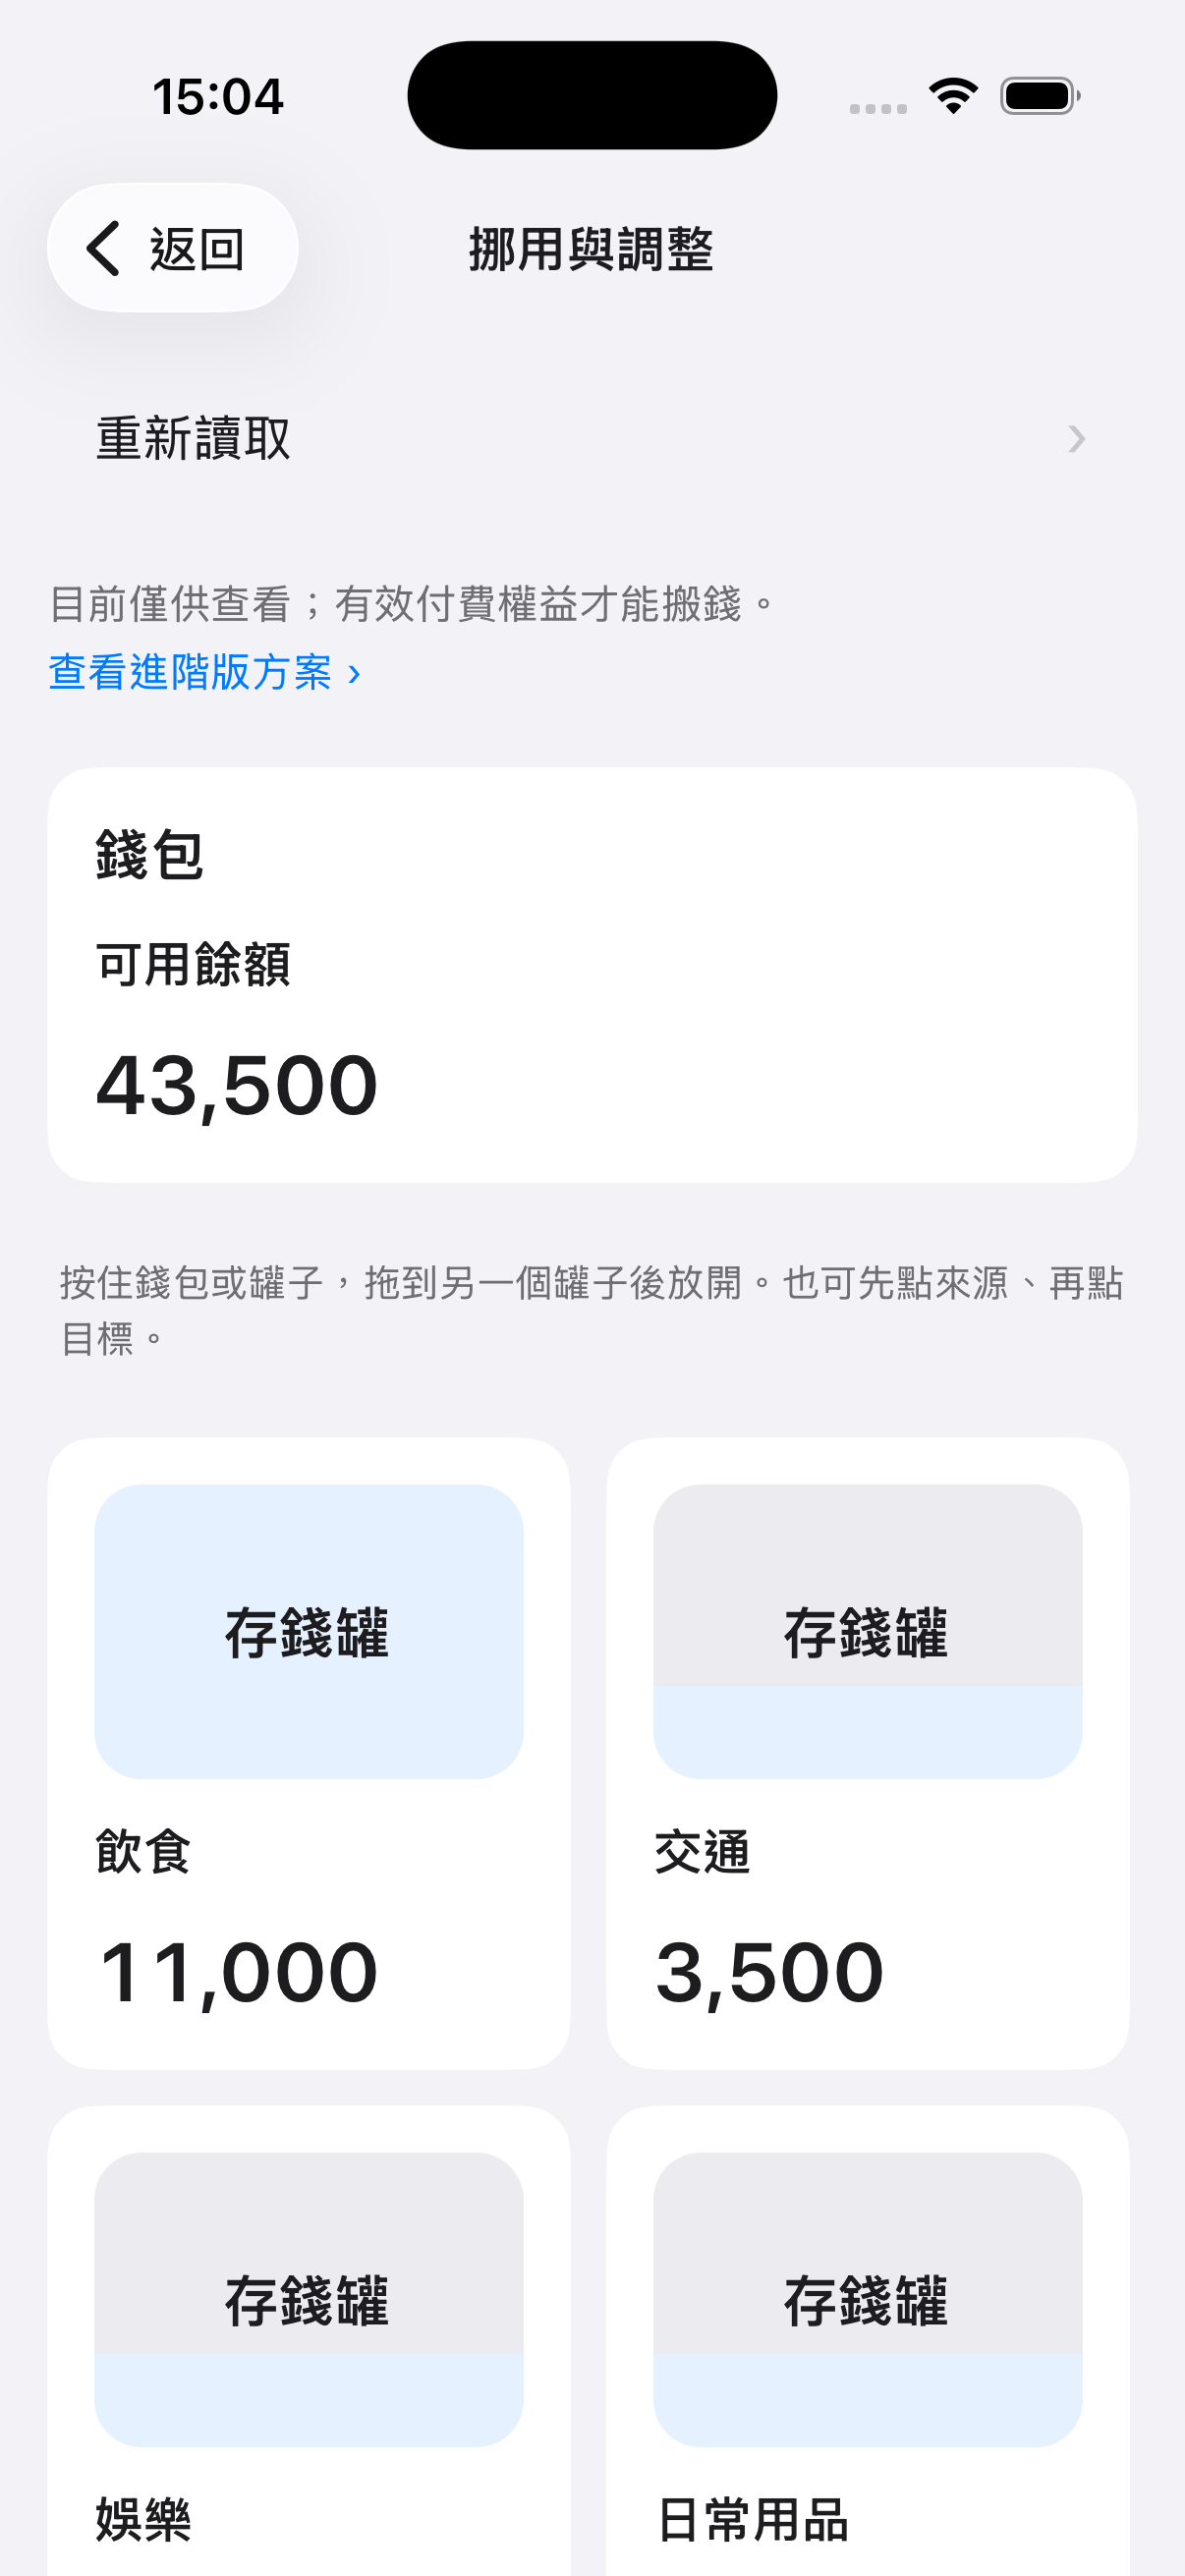 15:04
返回
挪用與調整
重新讀取 ›
目前僅供查看；有效付費權益才能搬錢。
查看進階版方案 ›
錢包
可用餘額
43,500
按住錢包或罐子，拖到另一個罐子後放開。也可先點來源、再點
目標。
存錢罐
存錢罐
飲食
交通
11,000
3,500
存錢罐
存錢罐
娛樂
日常用品